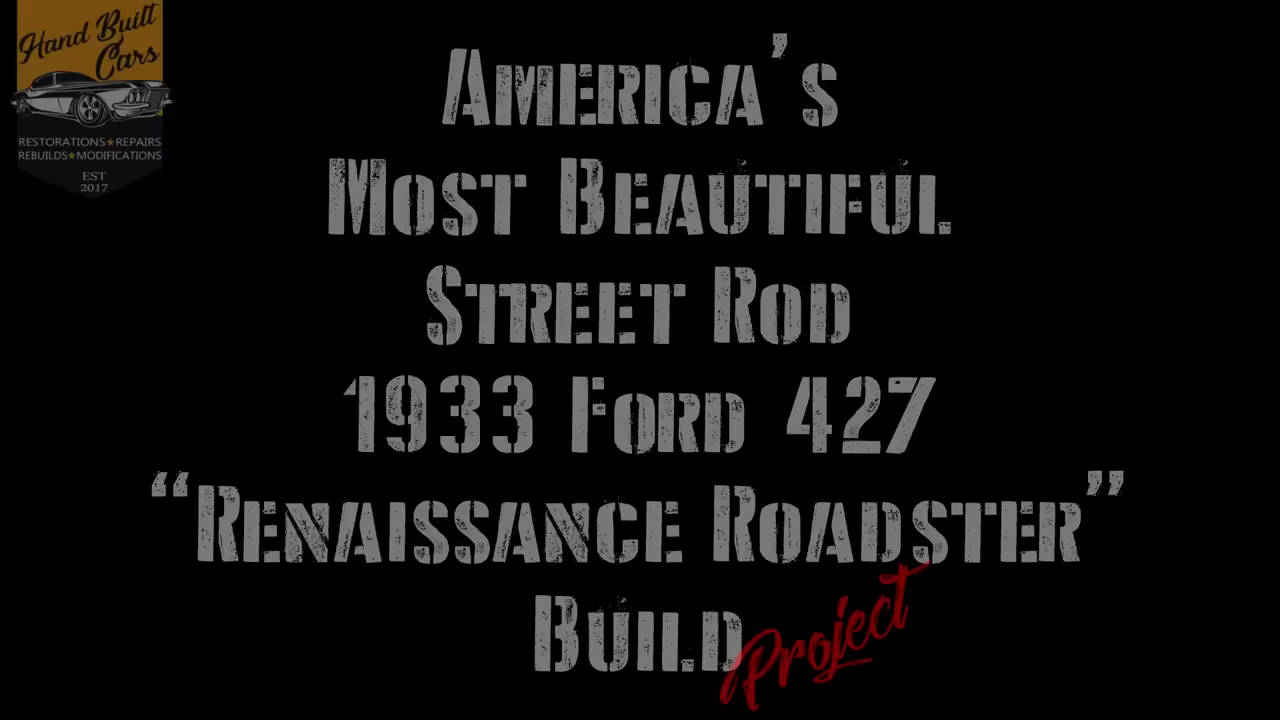 Hand Built
Cars
RESTORATIONS★REPAIRS
REBUILDS★MODIFICATIONS
EST
2017
America's
Most Beautiful
Street Rod
1933 Ford 427
“Renaissance Roadster”
Build
Project